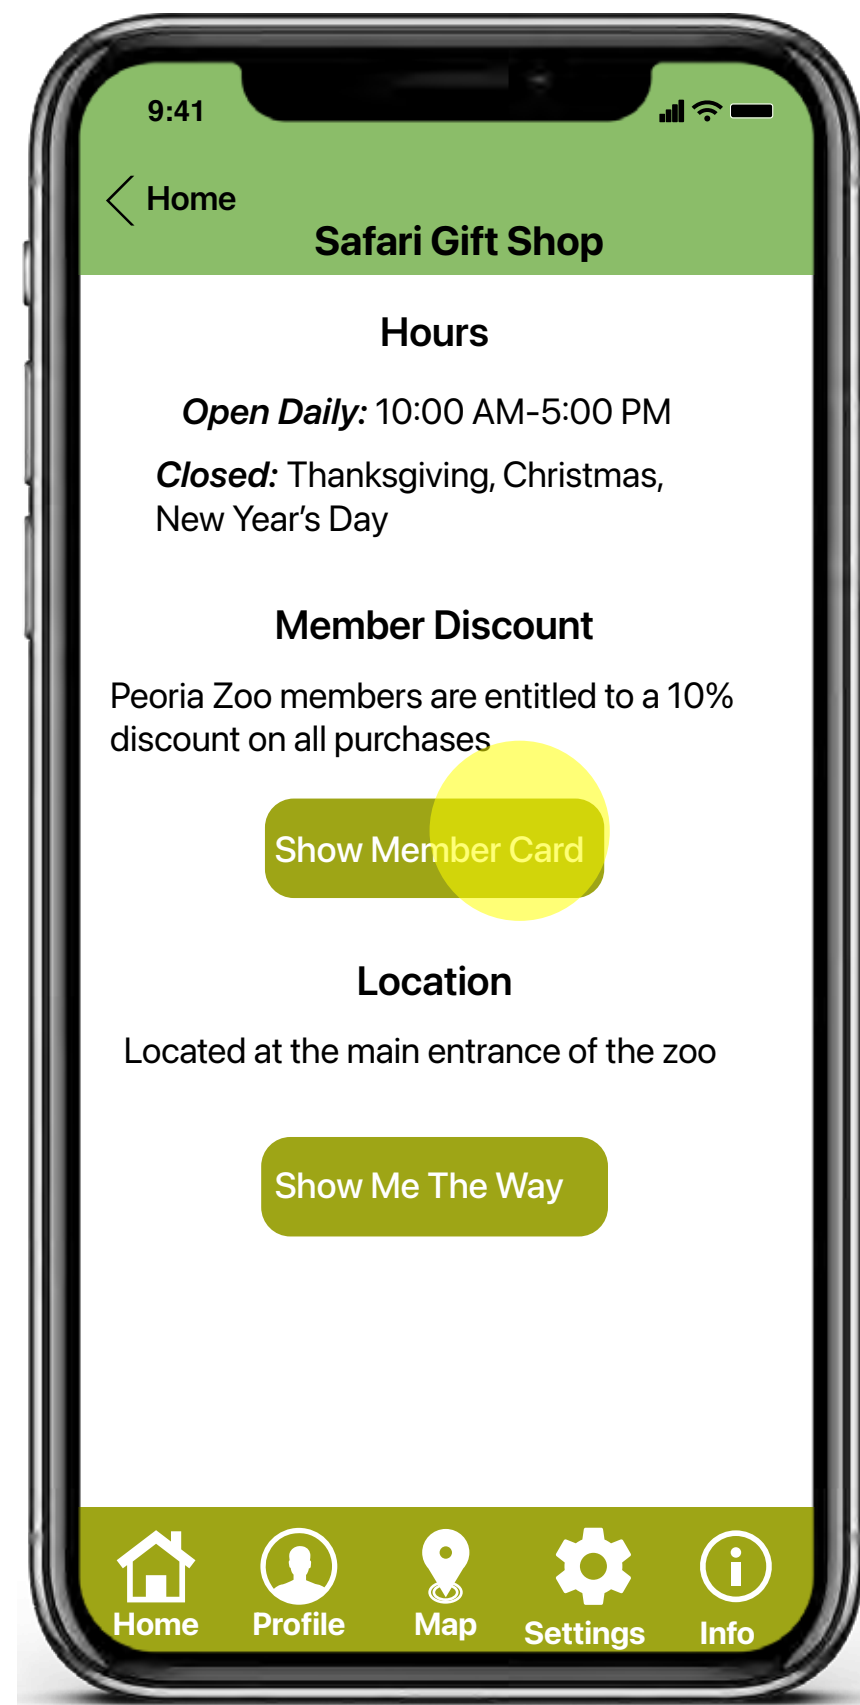 9:41
Home
Safari Gift Shop
Hours
Open Daily: 10:00 AM-5:00 PM
Closed: Thanksgiving, Christmas,
New Year’s Day
Member Discount
Peoria Zoo members are entitled to a 10%
discount on all purchases
Show Member Card
Location
Located at the main entrance of the zoo
Show Me The Way
Home Profile Map Settings Info